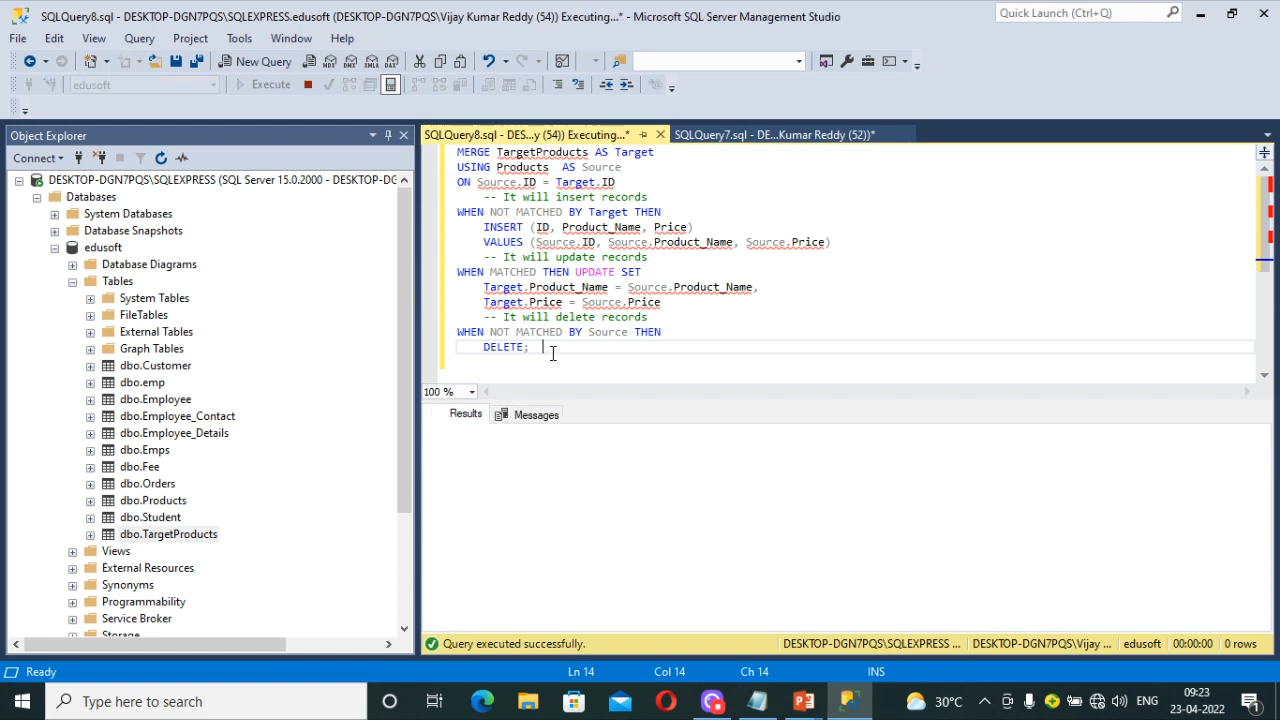 SQLQuery8.sql - DESKTOP-DGN7PQS\SQLEXPRESS.edusoft (DESKTOP-DGN7PQS\Vijay Kumar Reddy (54)) Executing...* - Microsoft SQL Server Management Studio
Quick Launch (Ctrl+Q)
File Edit View Query Project Tools Window Help
New Query
MDX DMX XMLA DAX
edusoft
Execute
Object Explorer
SQLQuery8.sql - DES...y (54)) Executing...*
SQLQuery7.sql - DE...Kumar Reddy (52))*
Connect
DESKTOP-DGN7PQS\SQLEXPRESS (SQL Server 15.0.2000 - DESKTOP-DG
Databases
System Databases
Database Snapshots
edusoft
Database Diagrams
Tables
System Tables
FileTables
External Tables
Graph Tables
dbo.Customer
dbo.emp
dbo.Employee
dbo.Employee_Contact
dbo.Employee_Details
dbo.Emps
dbo.Fee
dbo.Orders
dbo.Products
dbo.Student
dbo.TargetProducts
Views
External Resources
Synonyms
Programmability
Service Broker
Storage
MERGE TargetProducts AS Target
USING Products  AS Source
ON Source.ID = Target.ID
-- It will insert records
WHEN NOT MATCHED BY Target THEN
INSERT (ID, Product_Name, Price)
VALUES (Source.ID, Source.Product_Name, Source.Price)
-- It will update records
WHEN MATCHED THEN UPDATE SET
Target.Product_Name = Source.Product_Name,
Target.Price = Source.Price
-- It will delete records
WHEN NOT MATCHED BY Source THEN
DELETE;
100 %
Results Messages
Query executed successfully.
DESKTOP-DGN7PQS\SQLEXPRESS ... DESKTOP-DGN7PQS\Vijay ... edusoft 00:00:00 0 rows
Ready Ln 14 Col 14 Ch 14 INS
Type here to search
30°C
ENG
09:23
23-04-2022
1